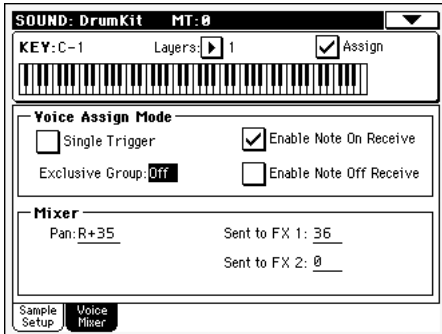 SOUND: DrumKit MT:0
KEY:C-1 Layers: 1 Assign
Voice Assign Mode
Single Trigger Enable Note On Receive
Exclusive Group:Off Enable Note Off Receive
Mixer
Pan:R+35 Sent to FX 1: 36
Sent to FX 2: 0
Sample Setup Voice Mixer